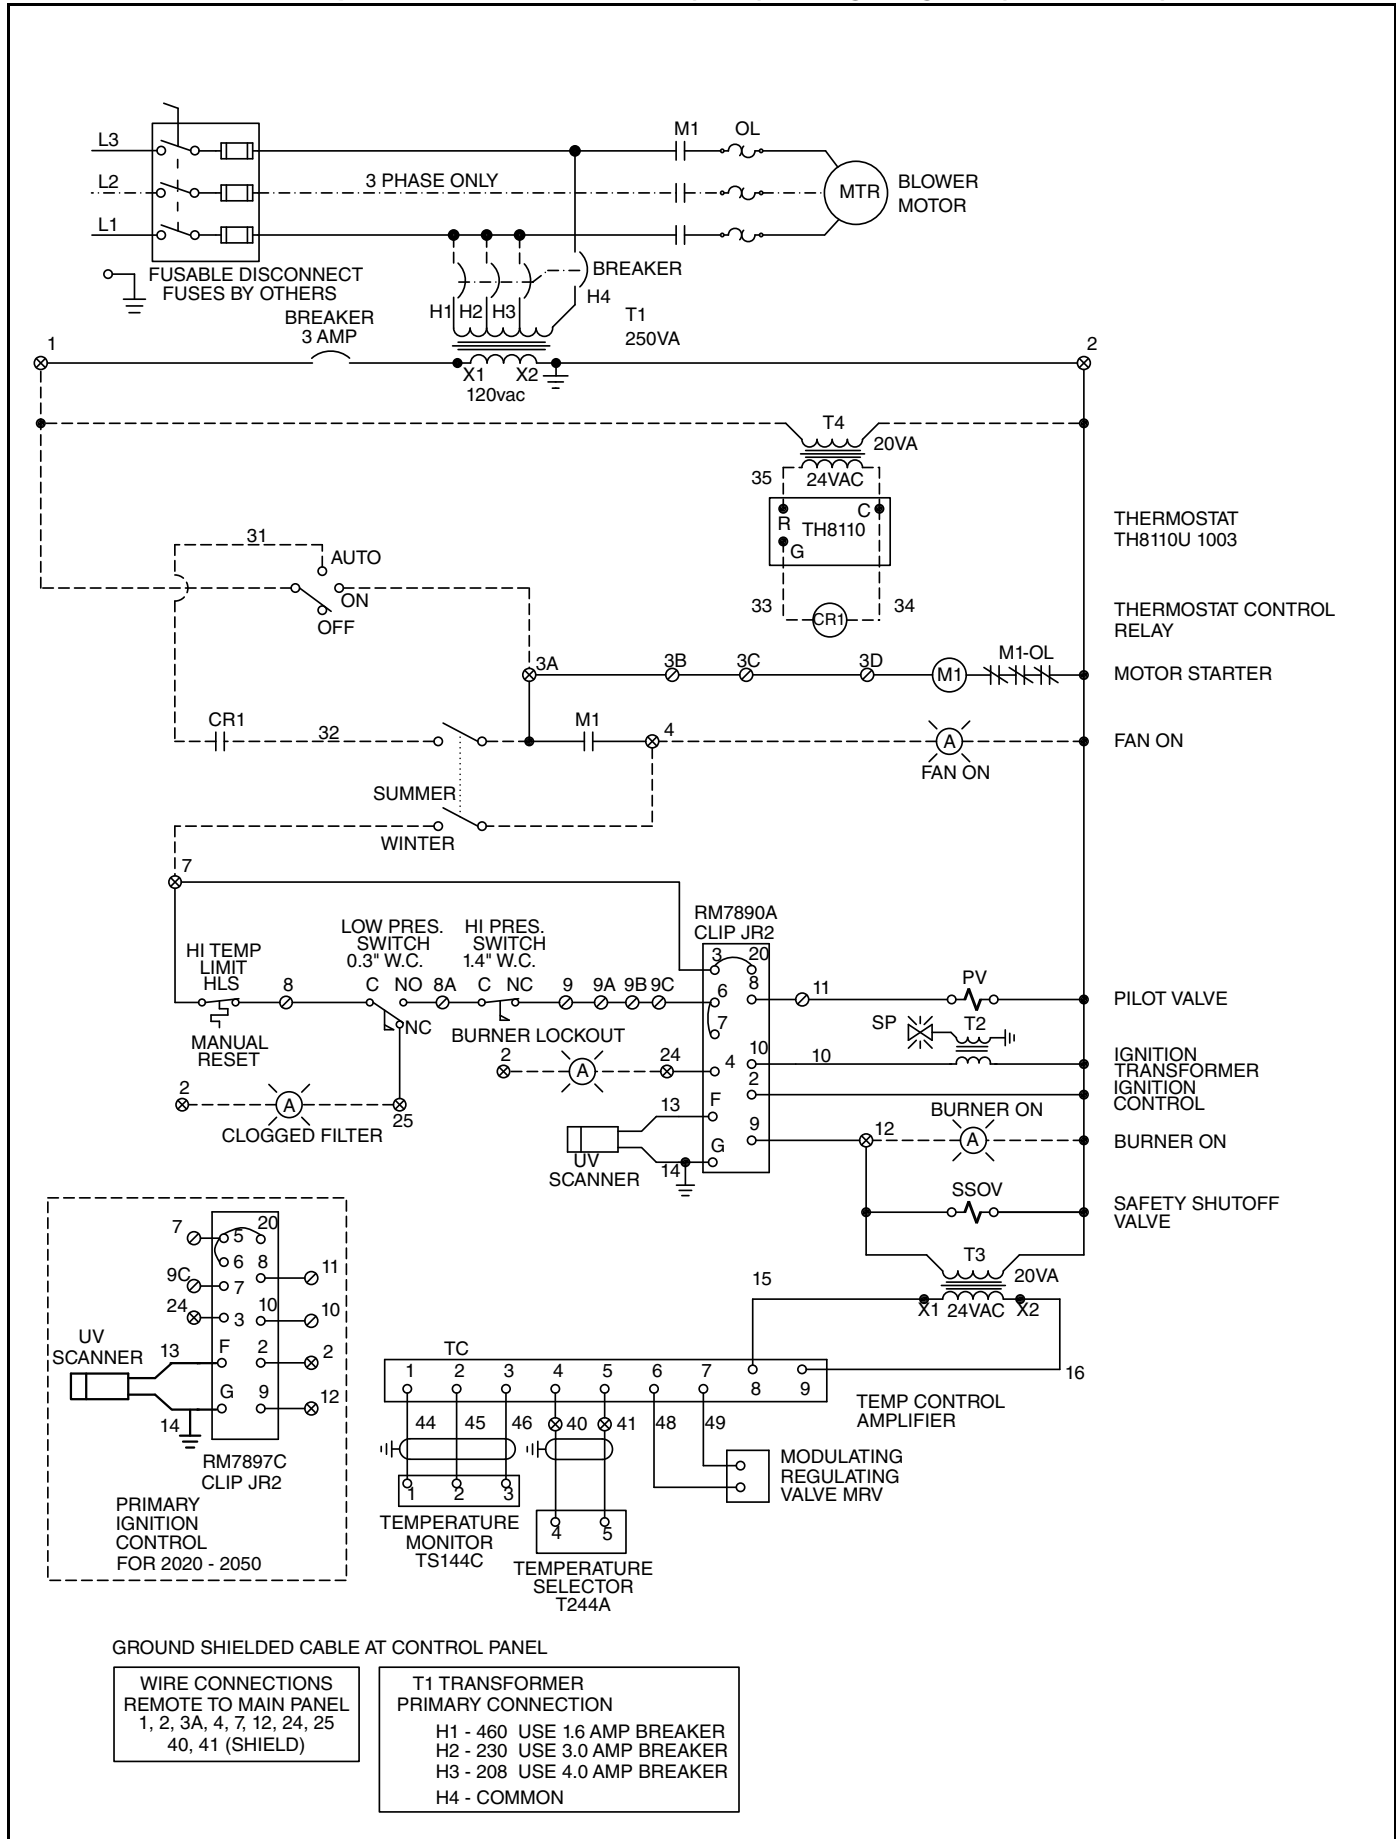 L3
M1
OL
L2
3 PHASE ONLY
MTR
BLOWER
MOTOR
L1
FUSABLE DISCONNECT
FUSES BY OTHERS
BREAKER
H1
H2
H3
H4
T1
250VA
BREAKER
3 AMP
1
2
X1
X2
120vac
T4
20VA
24VAC
35
R
C
TH8110
G
THERMOSTAT
TH8110U 1003
31
AUTO
ON
OFF
33
CR1
34
THERMOSTAT CONTROL
RELAY
3A
3B
3C
3D
M1
M1-OL
MOTOR STARTER
CR1
32
M1
4
A
FAN ON
FAN ON
SUMMER
WINTER
7
RM7890A
CLIP JR2
HI TEMP
LIMIT
HLS
MANUAL
RESET
8
LOW PRES.
SWITCH
0.3" W.C.
C
NO
NC
8A
HI PRES.
SWITCH
1.4" W.C.
C
NC
9
9A
9B
9C
3
20
6
8
7
10
4
2
F
9
G
11
PV
PILOT VALVE
SP
T2
10
IGNITION
TRANSFORMER
IGNITION
CONTROL
BURNER LOCKOUT
2
A
24
2
A
25
CLOGGED FILTER
13
UV
SCANNER
14
12
BURNER ON
A
BURNER ON
SSOV
SAFETY SHUTOFF
VALVE
T3
20VA
X1
24VAC
X2
15
16
7
5
20
6
8
11
9C
7
24
3
10
10
UV
SCANNER
13
F
2
2
G
9
12
14
RM7897C
CLIP JR2
PRIMARY
IGNITION
CONTROL
FOR 2020 - 2050
TC
1
2
3
4
5
6
7
8
9
TEMP CONTROL
AMPLIFIER
44
45
46
40
41
48
49
MODULATING
REGULATING
VALVE MRV
1
2
3
TEMPERATURE
MONITOR
TS144C
4
5
TEMPERATURE
SELECTOR
T244A
GROUND SHIELDED CABLE AT CONTROL PANEL
WIRE CONNECTIONS
REMOTE TO MAIN PANEL
1, 2, 3A, 4, 7, 12, 24, 25
40, 41 (SHIELD)
T1 TRANSFORMER
PRIMARY CONNECTION
H1 - 460 USE 1.6 AMP BREAKER
H2 - 230 USE 3.0 AMP BREAKER
H3 - 208 USE 4.0 AMP BREAKER
H4 - COMMON